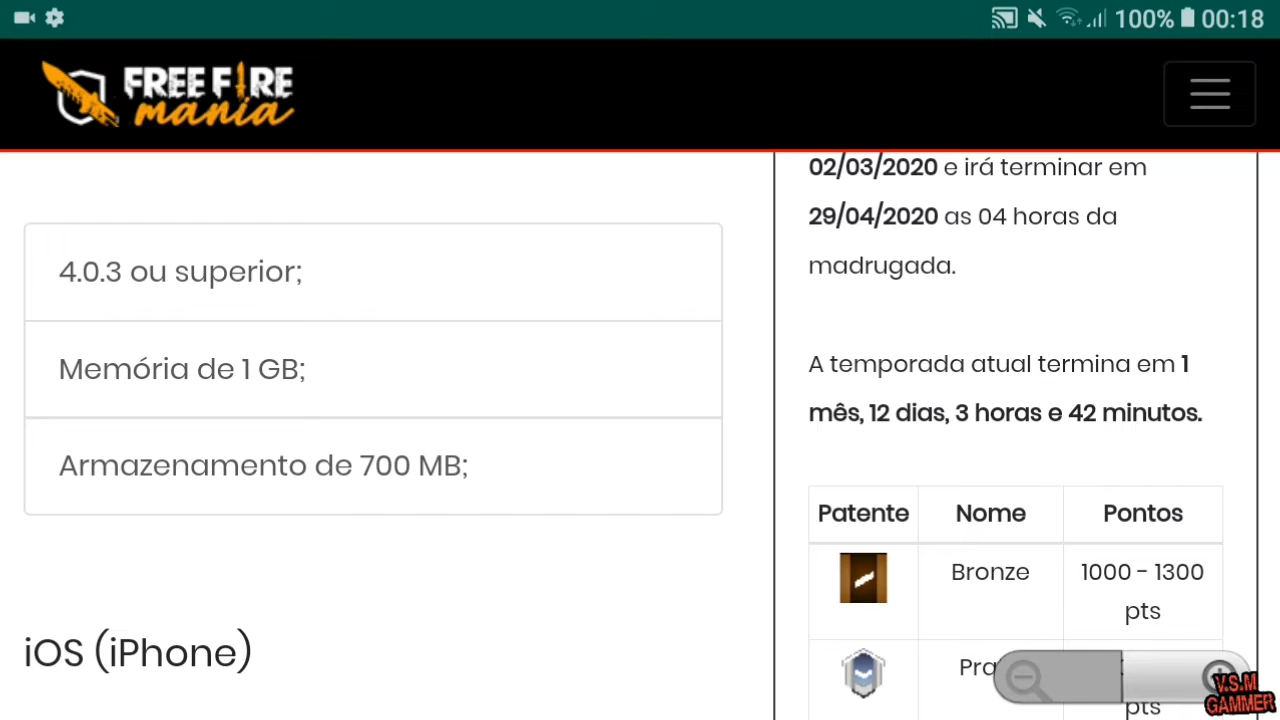 100% 00:18
FREE FIRE
mania
4.0.3 ou superior;
Memória de 1 GB;
Armazenamento de 700 MB;
iOS (iPhone)
02/03/2020 e irá terminar em
29/04/2020 as 04 horas da
madrugada.
A temporada atual termina em 1
mês, 12 dias, 3 horas e 42 minutos.
Patente Nome Pontos
Bronze 1000 - 1300
pts
Pra
pts
V.S.M
GAMMER